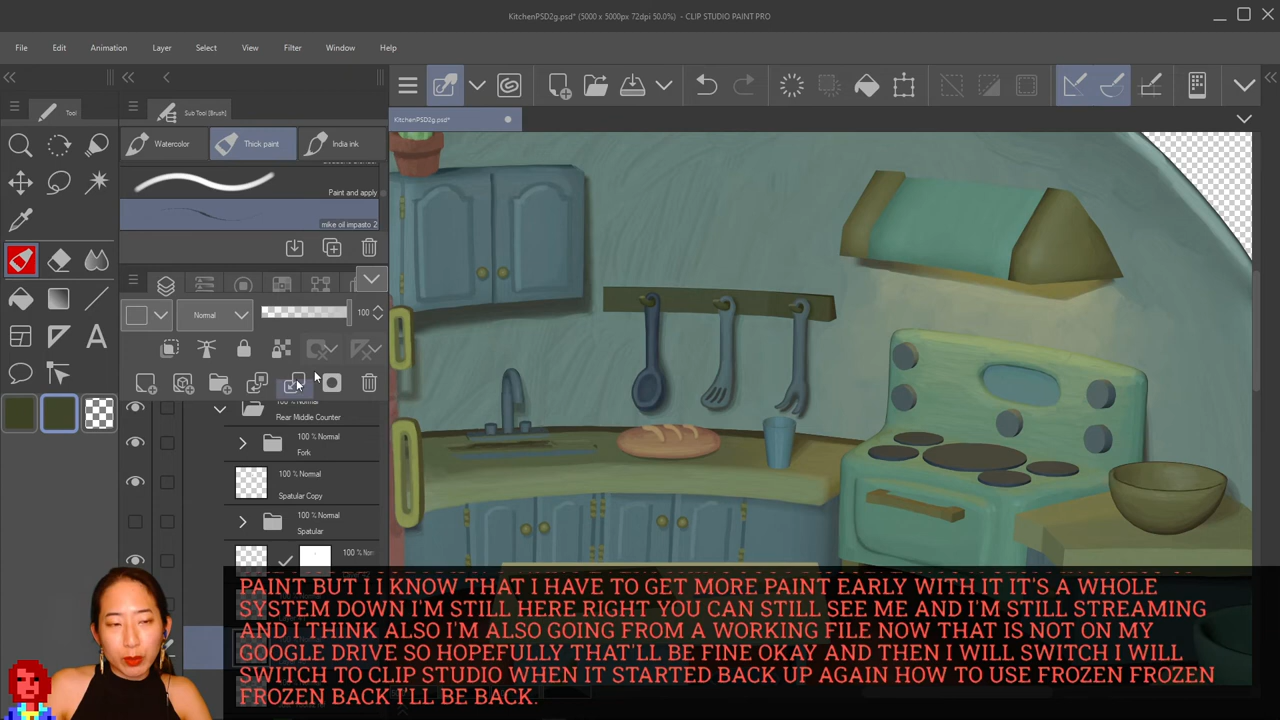 KitchenPSD2g.psd* (5000 x 5000px 72dpi 50.0%) - CLIP STUDIO PAINT PRO
File Edit Animation Layer Select View Filter Window Help
Tool
Sub Tool [Brush]
KitchenPSD2g.psd*
Watercolor
Thick paint
India ink
Paint and apply
mike oil impasto 2
Normal
100
100 % Normal
Rear Middle Counter
100 % Normal
Fork
100 % Normal
Spatular Copy
100 % Normal
Spatular
100 % Nor
PAINT BUT I I KNOW THAT I HAVE TO GET MORE PAINT EARLY WITH IT IT'S A WHOLE
SYSTEM DOWN I'M STILL HERE RIGHT YOU CAN STILL SEE ME AND I'M STILL STREAMING
AND I THINK ALSO I'M ALSO GOING FROM A WORKING FILE NOW THAT IS NOT ON MY
GOOGLE DRIVE SO HOPEFULLY THAT'LL BE FINE OKAY AND THEN I WILL SWITCH I WILL
SWITCH TO CLIP STUDIO WHEN IT STARTED BACK UP AGAIN HOW TO USE FROZEN FROZEN
FROZEN BACK I'LL BE BACK.